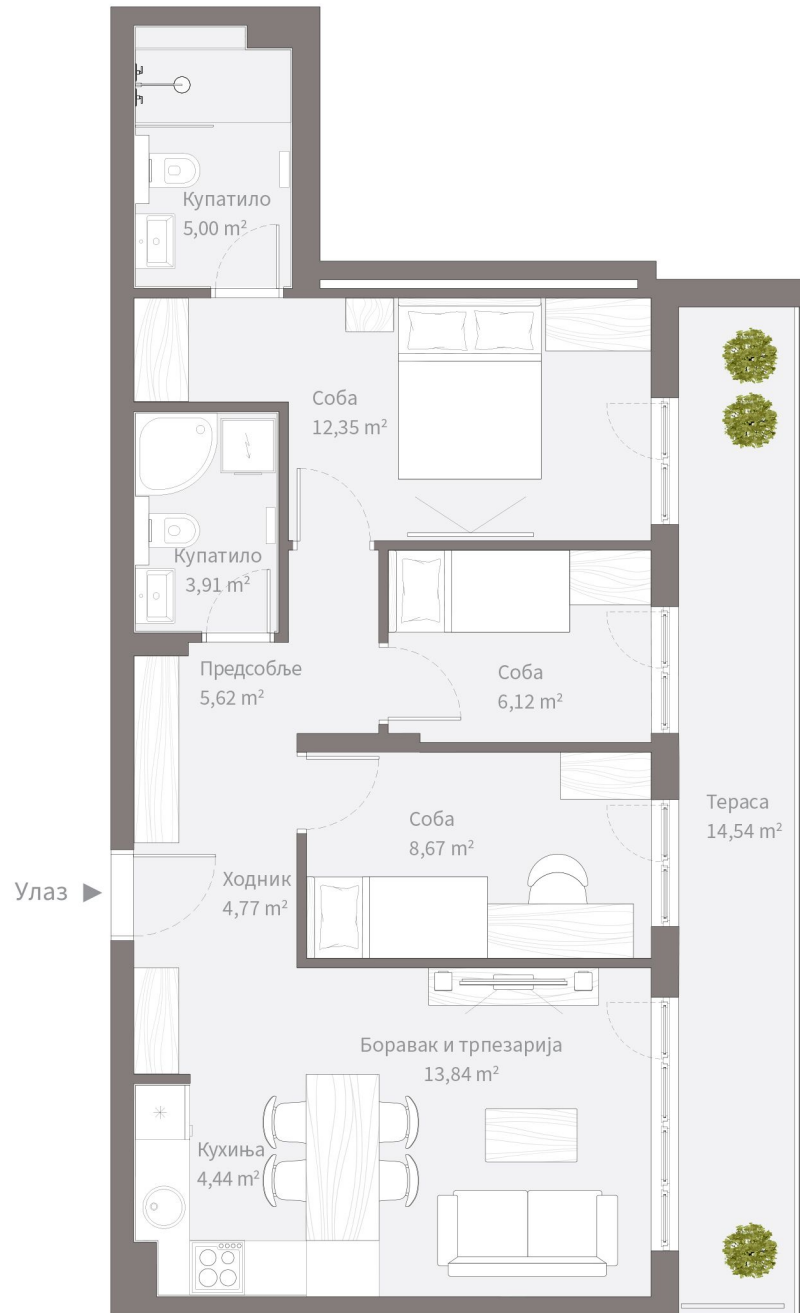 Купатило
5,00 m²
Соба
12,35 m²
Купатило
3,91 m²
Предсобље
5,62 m²
Соба
6,12 m²
Соба
8,67 m²
Тераса
14,54 m²
Улаз
Ходник
4,77 m²
Боравак и трпезарија
13,84 m²
Кухиња
4,44 m²